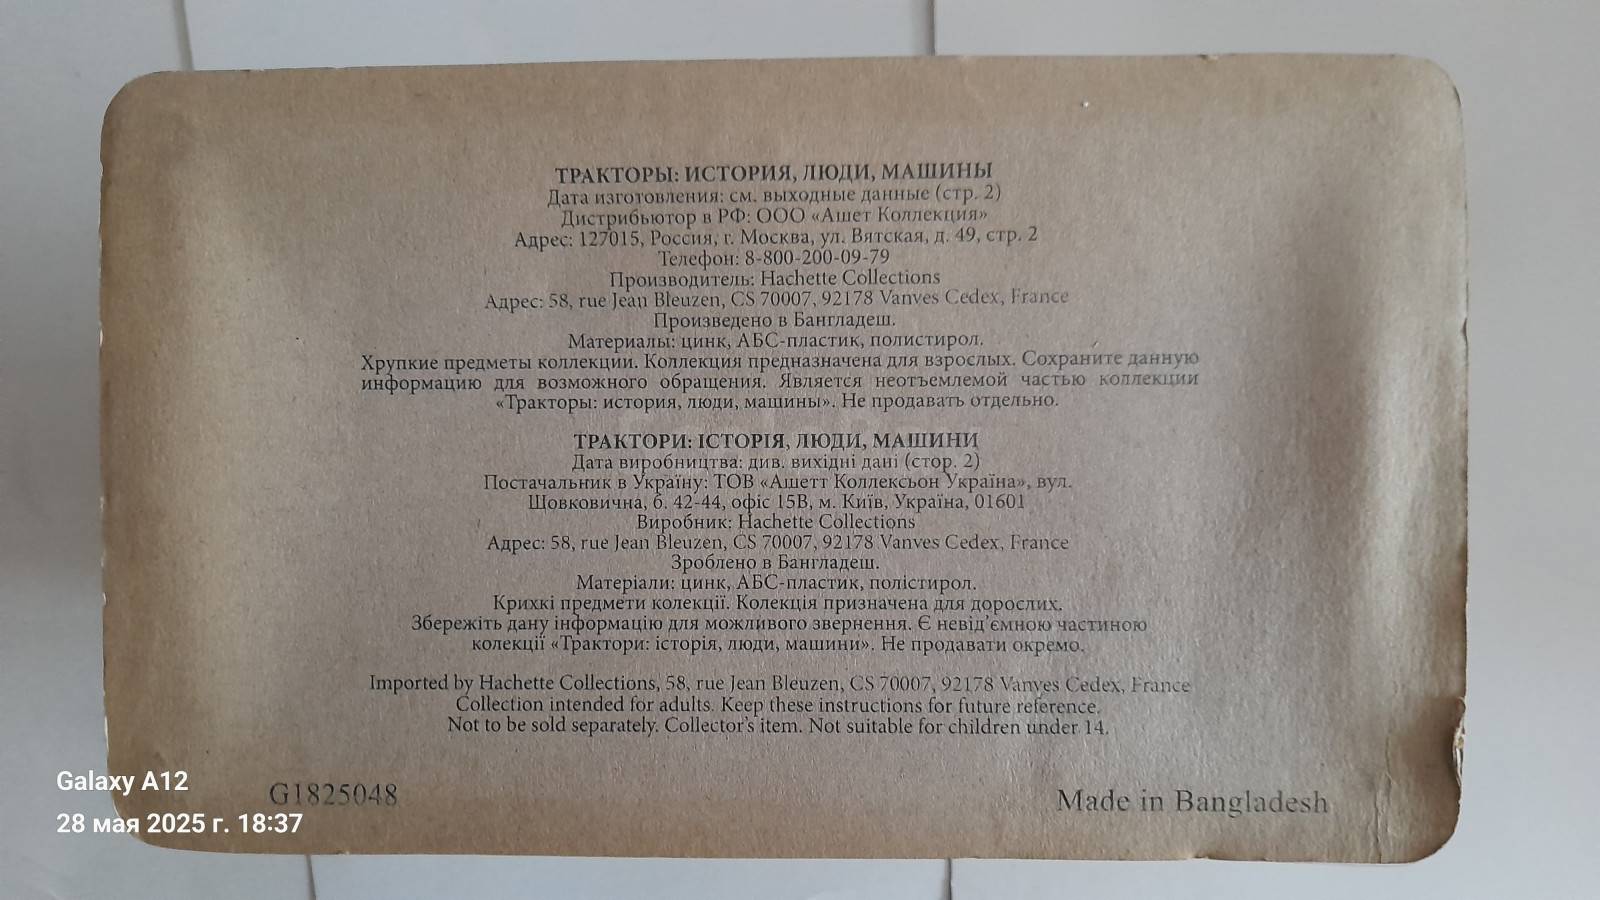 ТРАКТОРЫ: ИСТОРИЯ, ЛЮДИ, МАШИНЫ
Дата изготовления: см. выходные данные (стр. 2)
Дистрибьютор в РФ: ООО «Ашет Коллекция»
Адрес: 127015, Россия, г. Москва, ул. Вятская, д. 49, стр. 2
Телефон: 8-800-200-09-79
Производитель: Hachette Collections
Адрес: 58, rue Jean Bleuzen, CS 70007, 92178 Vanves Cedex, France
Произведено в Бангладеш.
Материалы: цинк, АБС-пластик, полистирол.
Хрупкие предметы коллекции. Коллекция предназначена для взрослых. Сохраните данную
информацию для возможного обращения. Является неотъемлемой частью коллекции
«Тракторы: история, люди, машины». Не продавать отдельно.
ТРАКТОРИ: ІСТОРІЯ, ЛЮДИ, МАШИНИ
Дата виробництва: див. вихідні дані (стор. 2)
Постачальник в Україну: ТОВ «Ашетт Коллексьон Україна», вул.
Шовковична, б. 42-44, офіс 15В, м. Київ, Україна, 01601
Виробник: Hachette Collections
Адрес: 58, rue Jean Bleuzen, CS 70007, 92178 Vanves Cedex, France
Зроблено в Бангладеш.
Матеріали: цинк, АБС-пластик, полістирол.
Крихкі предмети колекції. Колекція призначена для дорослих.
Збережіть дану інформацію для можливого звернення. Є невід'ємною частиною
колекції «Трактори: історія, люди, машини». Не продавати окремо.
Imported by Hachette Collections, 58, rue Jean Bleuzen, CS 70007, 92178 Vanves Cedex, France
Collection intended for adults. Keep these instructions for future reference.
Not to be sold separately. Collector's item. Not suitable for children under 14.
G1825048
Made in Bangladesh
Galaxy A12
28 мая 2025 г. 18:37